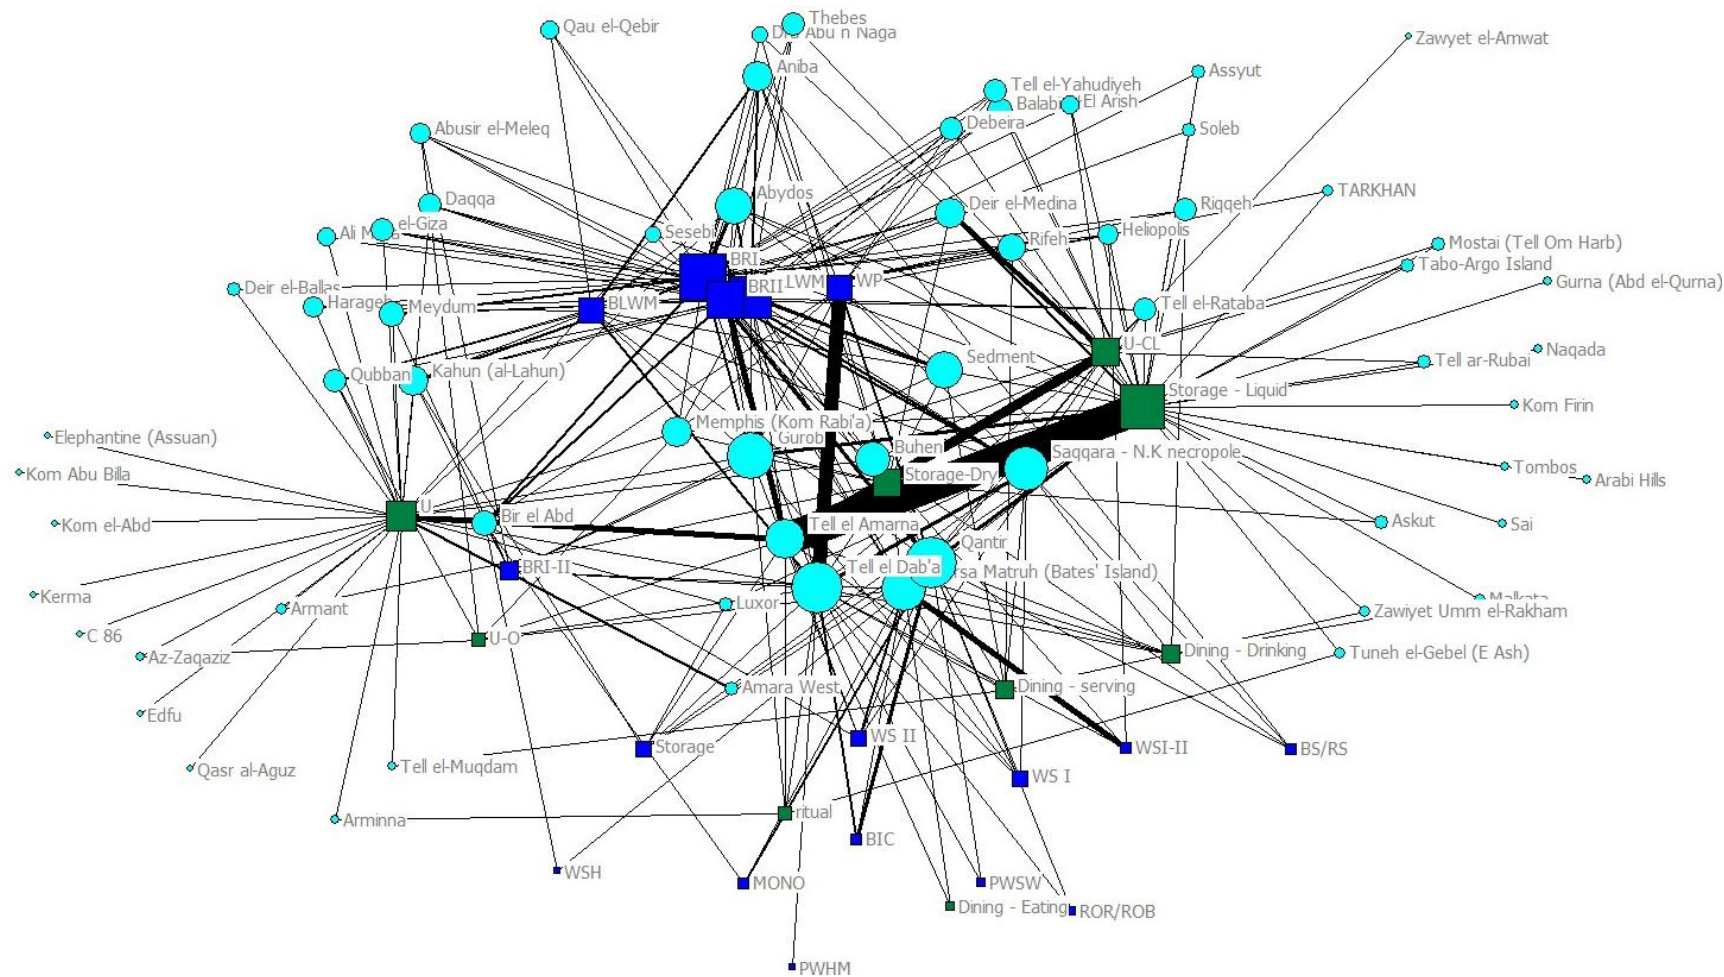 Thebes
Qau el-Qebir
Abu n Naga
Zawyet el-Amwat
Aniba
Assyut
Tell el-Yahudiyeh
El Arish
Debeira
Abusir el-Meleq
Soleb
Abydos
TARKHAN
Daqqa
Deir el-Medina
Riqqeh
el-Giza
Ali
Sesebi
Rifeh
Heliopolis
Mostai (Tell Om Harb)
BRI
Tabo-Argo Island
BRII
LWM
WP
Gurna (Abd el-Qurna)
Deir el-Ballas
Harageh
Meydum
BLWM
Tell el-Rataba
U-CL
Naqada
Sedment
Tell ar-Rubai
Qubban
Kahun (al-Lahun)
Storage - Liquid
Kom Firin
Memphis (Kom Rabi'a)
Gurob
Elephantine (Assuan)
Buhen
Saqqara - N.K necropole
Kom Abu Billa
Storage-Dry
Tombos
Arabi Hills
U
Bir el Abd
Kom el-Abd
Tell el Amarna
Askut
Sai
Qantir
Tell el Dab'a
Matruh (Bates' Island)
BRI-II
Kerma
Malkata
Armant
Luxor
Zawiyet Umm el-Rakham
C 86
U-O
Dining - Drinking
Tuneh el-Gebel (E Ash)
Az-Zaqaziz
Amara West
Dining - serving
Edfu
WS II
Storage
WSI-II
BS/RS
Qasr al-Aguz
Tell el-Muqdam
WS I
Arminna
ritual
BIC
WSH
MONO
PWSW
Dining - Eating
ROR/ROB
PWHM